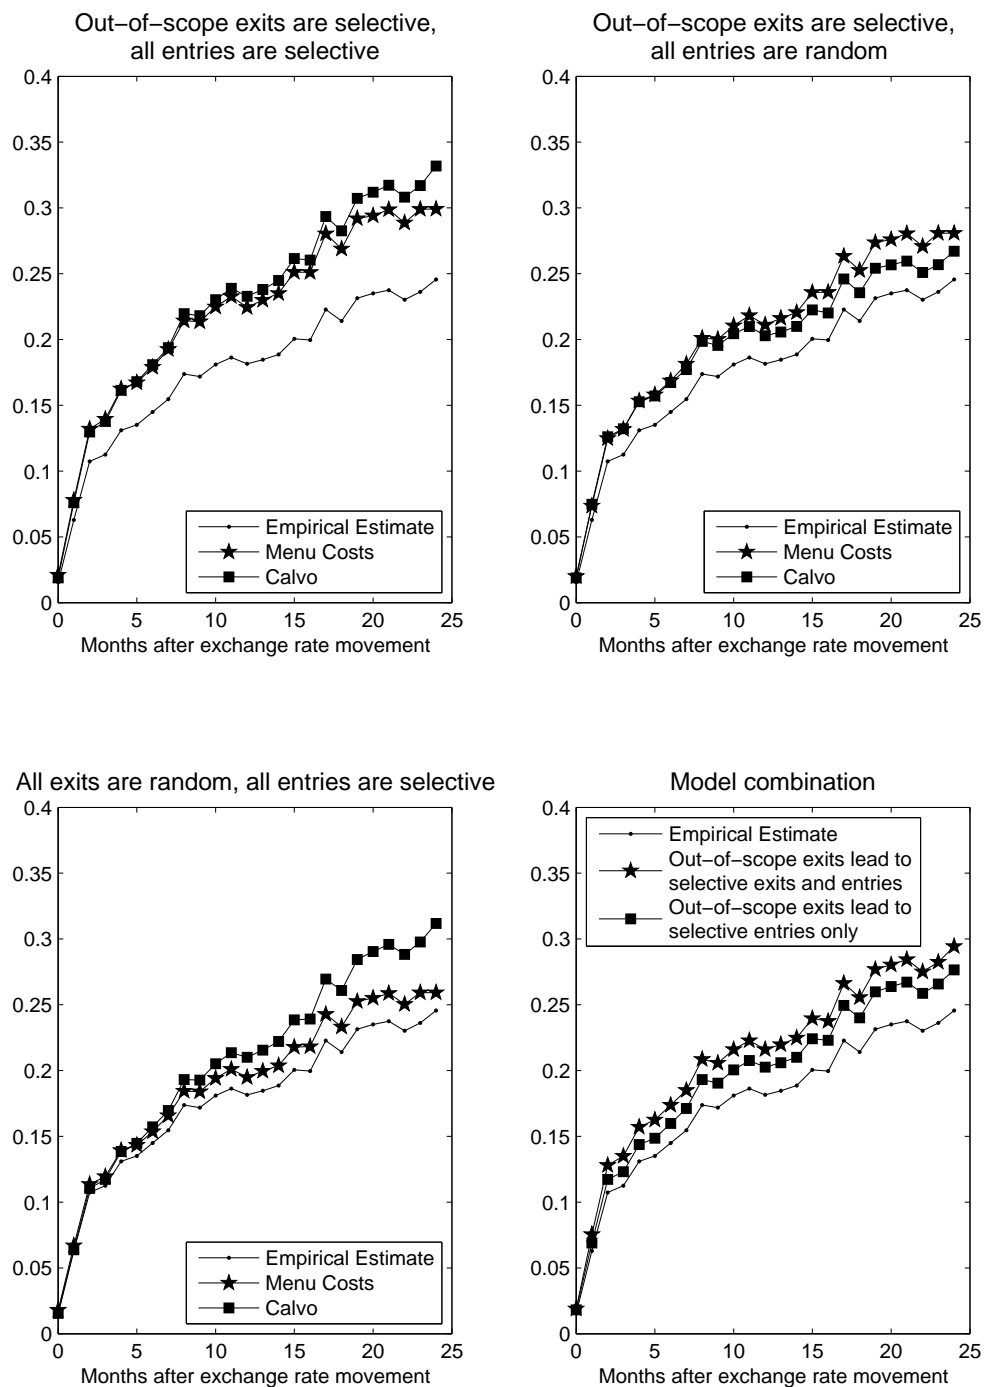 Out−of−scope exits are selective,
all entries are selective
0.4
0.35
0.3
0.25
0.2
0.15
0.1
0.05
0
Empirical Estimate
Menu Costs
Calvo
0 5 10 15 20 25
Months after exchange rate movement
Out−of−scope exits are selective,
all entries are random
0.4
0.35
0.3
0.25
0.2
0.15
0.1
0.05
0
Empirical Estimate
Menu Costs
Calvo
0 5 10 15 20 25
Months after exchange rate movement
All exits are random, all entries are selective
0.4
0.35
0.3
0.25
0.2
0.15
0.1
0.05
0
Empirical Estimate
Menu Costs
Calvo
0 5 10 15 20 25
Months after exchange rate movement
Model combination
0.4
0.35
0.3
0.25
0.2
0.15
0.1
0.05
0
Empirical Estimate
Out−of−scope exits lead to
selective exits and entries
Out−of−scope exits lead to
selective entries only
0 5 10 15 20 25
Months after exchange rate movement